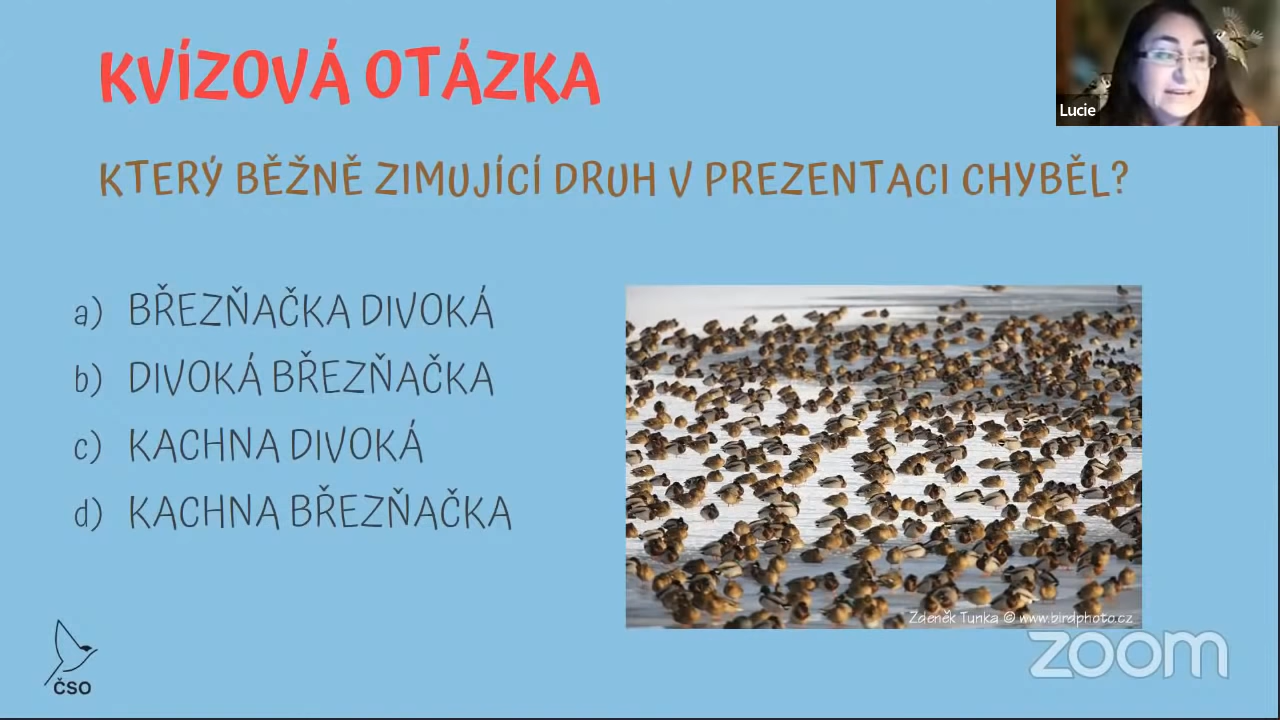 KVÍZOVÁ OTÁZKA
Lucie
KTERÝ BĚŽNĚ ZIMUJÍCÍ DRUH V PREZENTACI CHYBĚL?
a) BŘEZŇAČKA DIVOKÁ
b) DIVOKÁ BŘEZŇAČKA
c) KACHNA DIVOKÁ
d) KACHNA BŘEZŇAČKA
Zdeněk Tunka © www.birdphoto.cz
zoom
ČSO